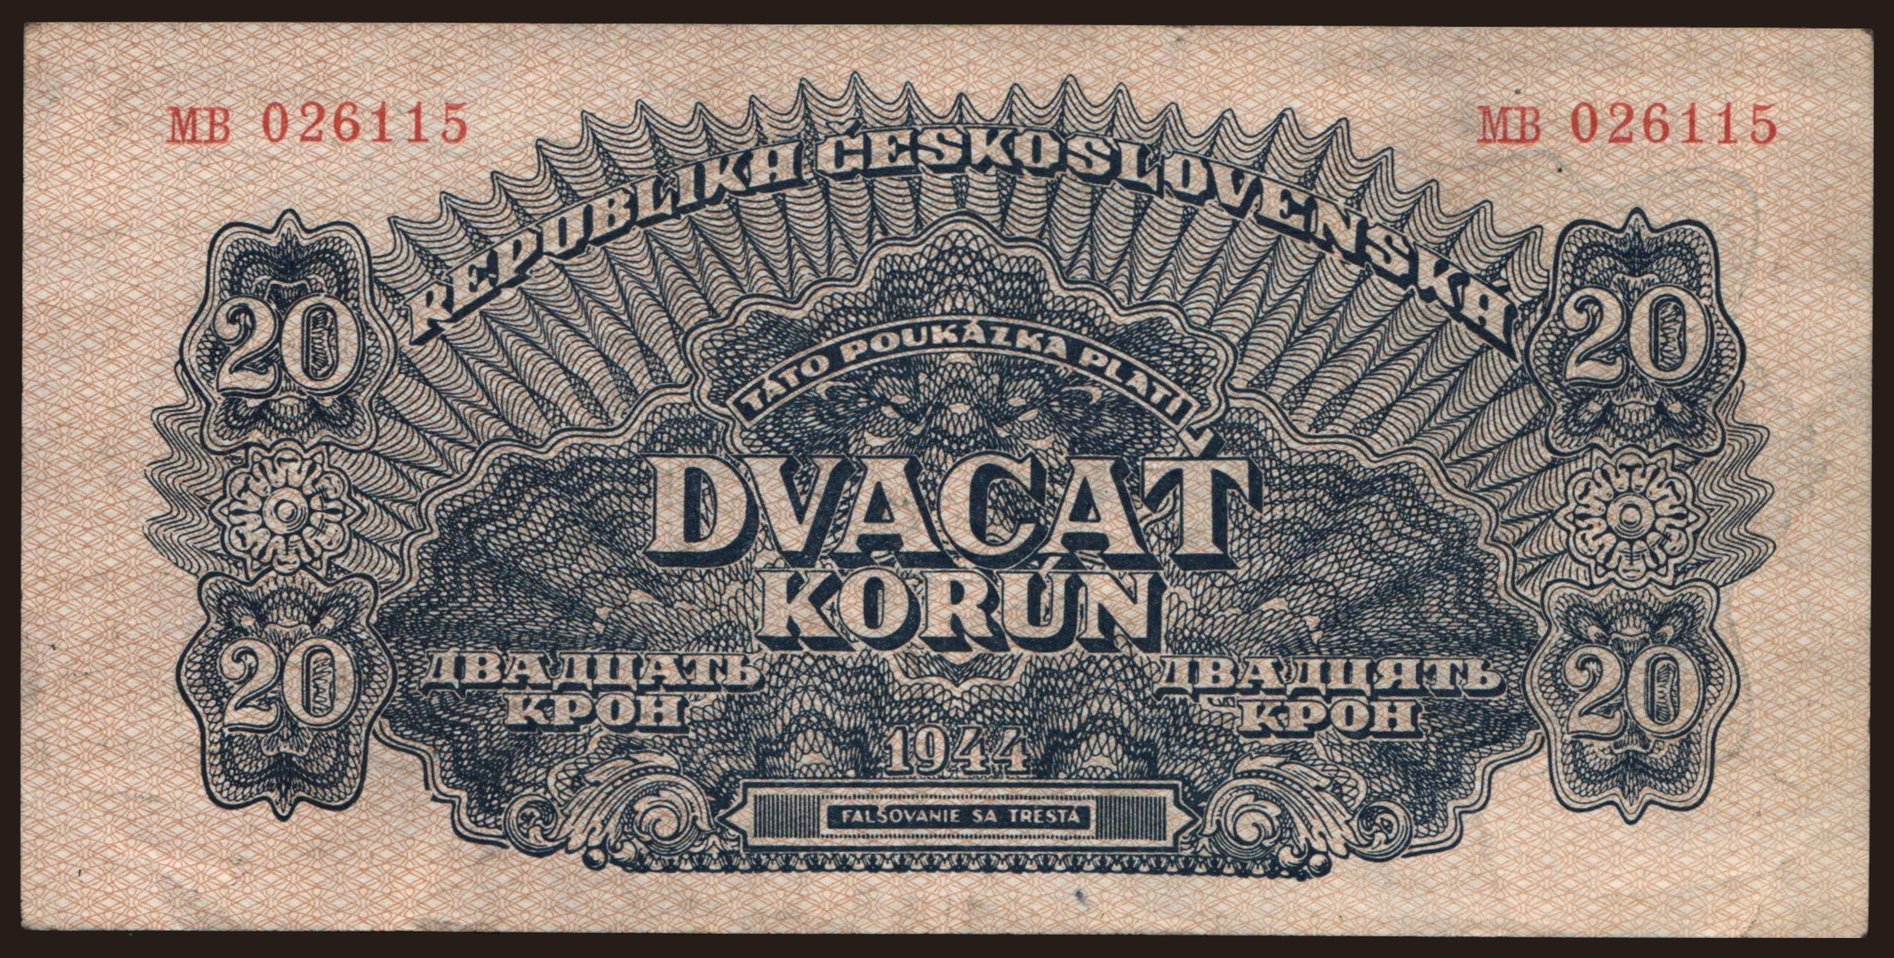 MB 026115
MB 026115
REPUBLIKA ČESKOSLOVENSKÁ
20
20
TÁTO POUKÁZKA PLATÍ
DVACAŤ
KORÚN
ДВАДЦАТЬ
КРОН
ДВАДЦЯТЬ
КРОН
20
20
1944
FALŠOVANIE SA TRESTÁ